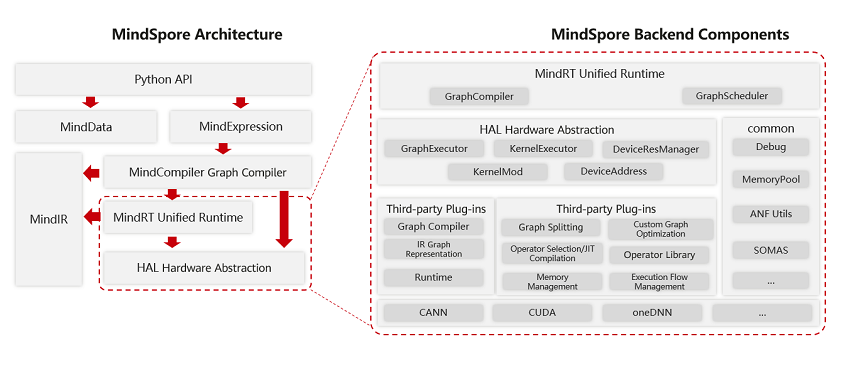 MindSpore Architecture
Python API
MindData
MindExpression
MindCompiler Graph Compiler
MindIR
MindRT Unified Runtime
HAL Hardware Abstraction
MindSpore Backend Components
MindRT Unified Runtime
GraphCompiler
GraphScheduler
HAL Hardware Abstraction
GraphExecutor
KernelExecutor
DeviceResManager
KernelMod
DeviceAddress
common
Debug
MemoryPool
ANF Utils
SOMAS
...
Third-party Plug-ins
Graph Compiler
IR Graph
Representation
Runtime
Third-party Plug-ins
Graph Splitting
Custom Graph
Optimization
Operator Selection/JIT
Compilation
Operator Library
Memory
Management
Execution Flow
Management
CANN
CUDA
oneDNN
...